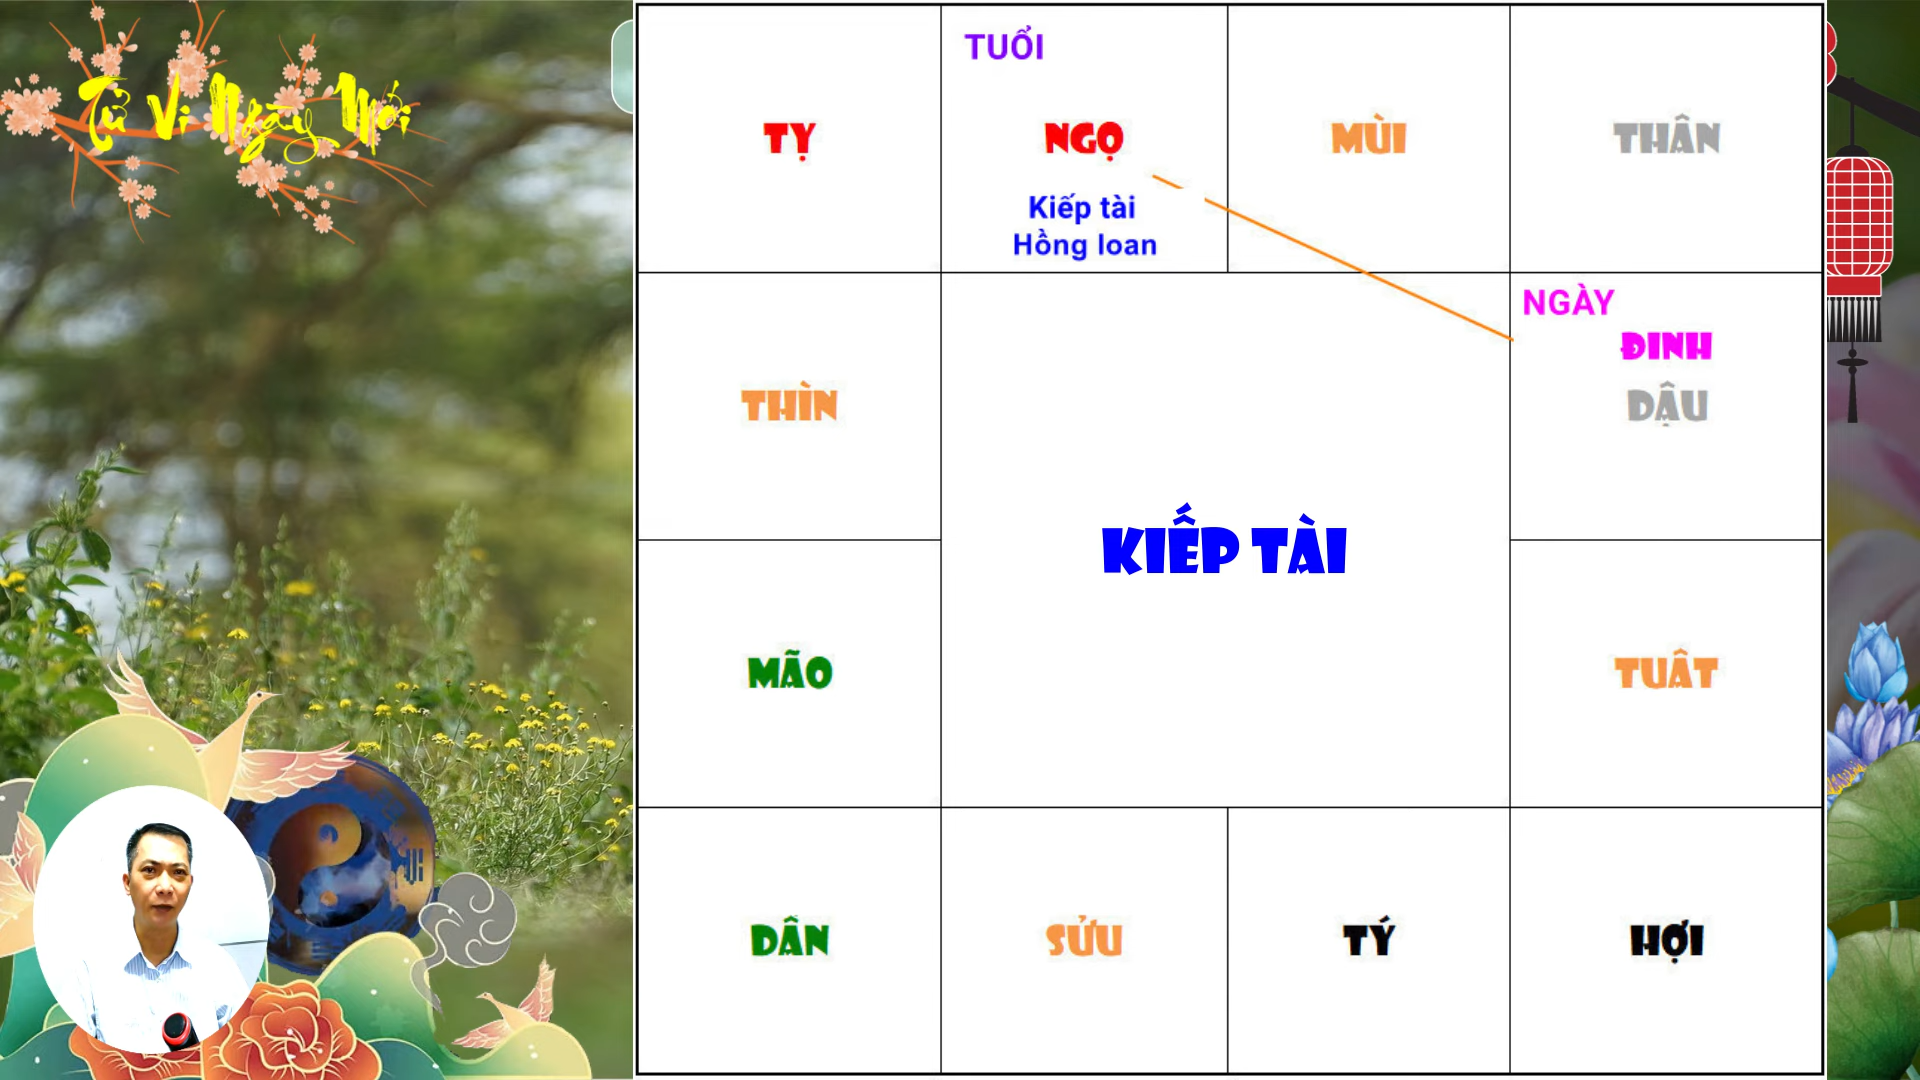 Tử Vi Ngày Mới
TUỔI
TỴ
NGỌ
MÙI
THÂN
Kiếp tài
Hồng loan
NGÀY
ĐINH
THÌN
DẬU
KIẾP TÀI
MÃO
TUẤT
DẦN
SỬU
TÝ
HỢI